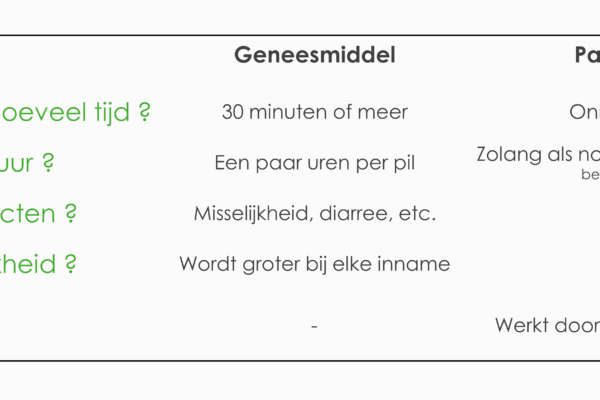 Geneesmiddel Pa
oeveel tijd ? 30 minuten of meer On
uur ? Een paar uren per pil Zolang als no
be
cten ? Misselijkheid, diarree, etc.
heid ? Wordt groter bij elke inname
- Werkt door